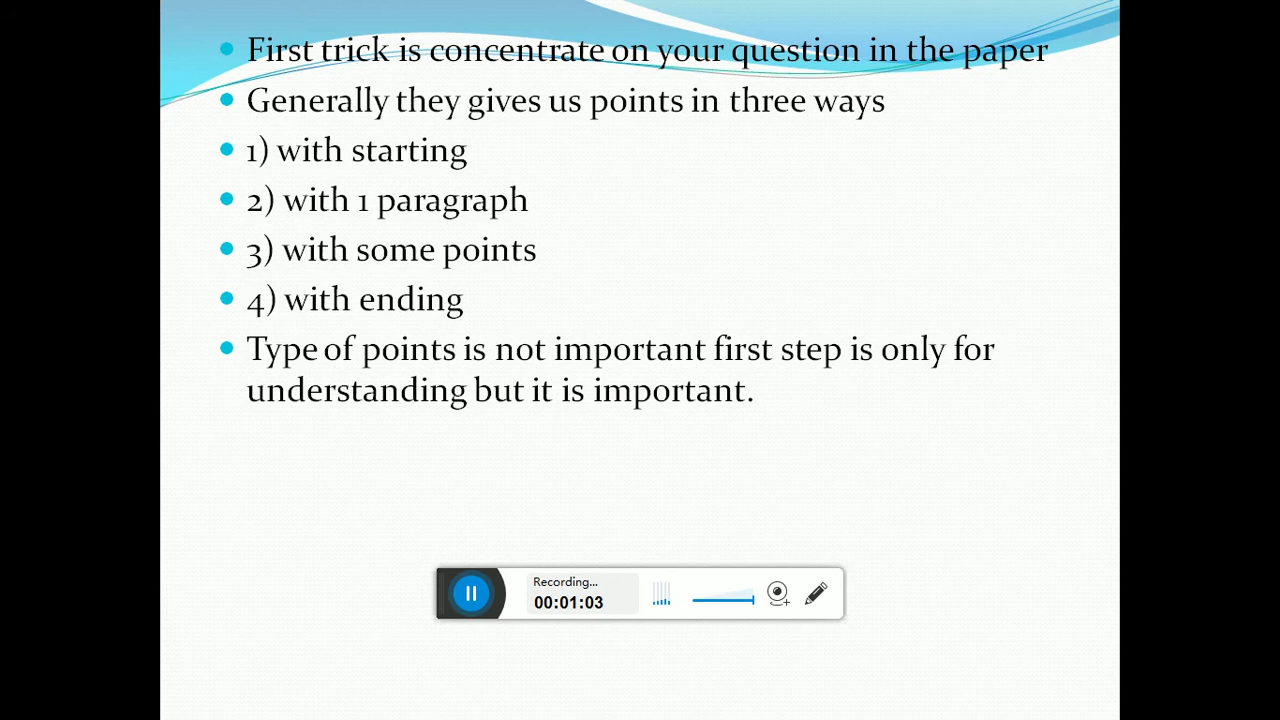 First trick is concentrate on your question in the paper
Generally they gives us points in three ways
1) with starting
2) with 1 paragraph
3) with some points
4) with ending
Type of points is not important first step is only for
understanding but it is important.
Recording...
00:01:03